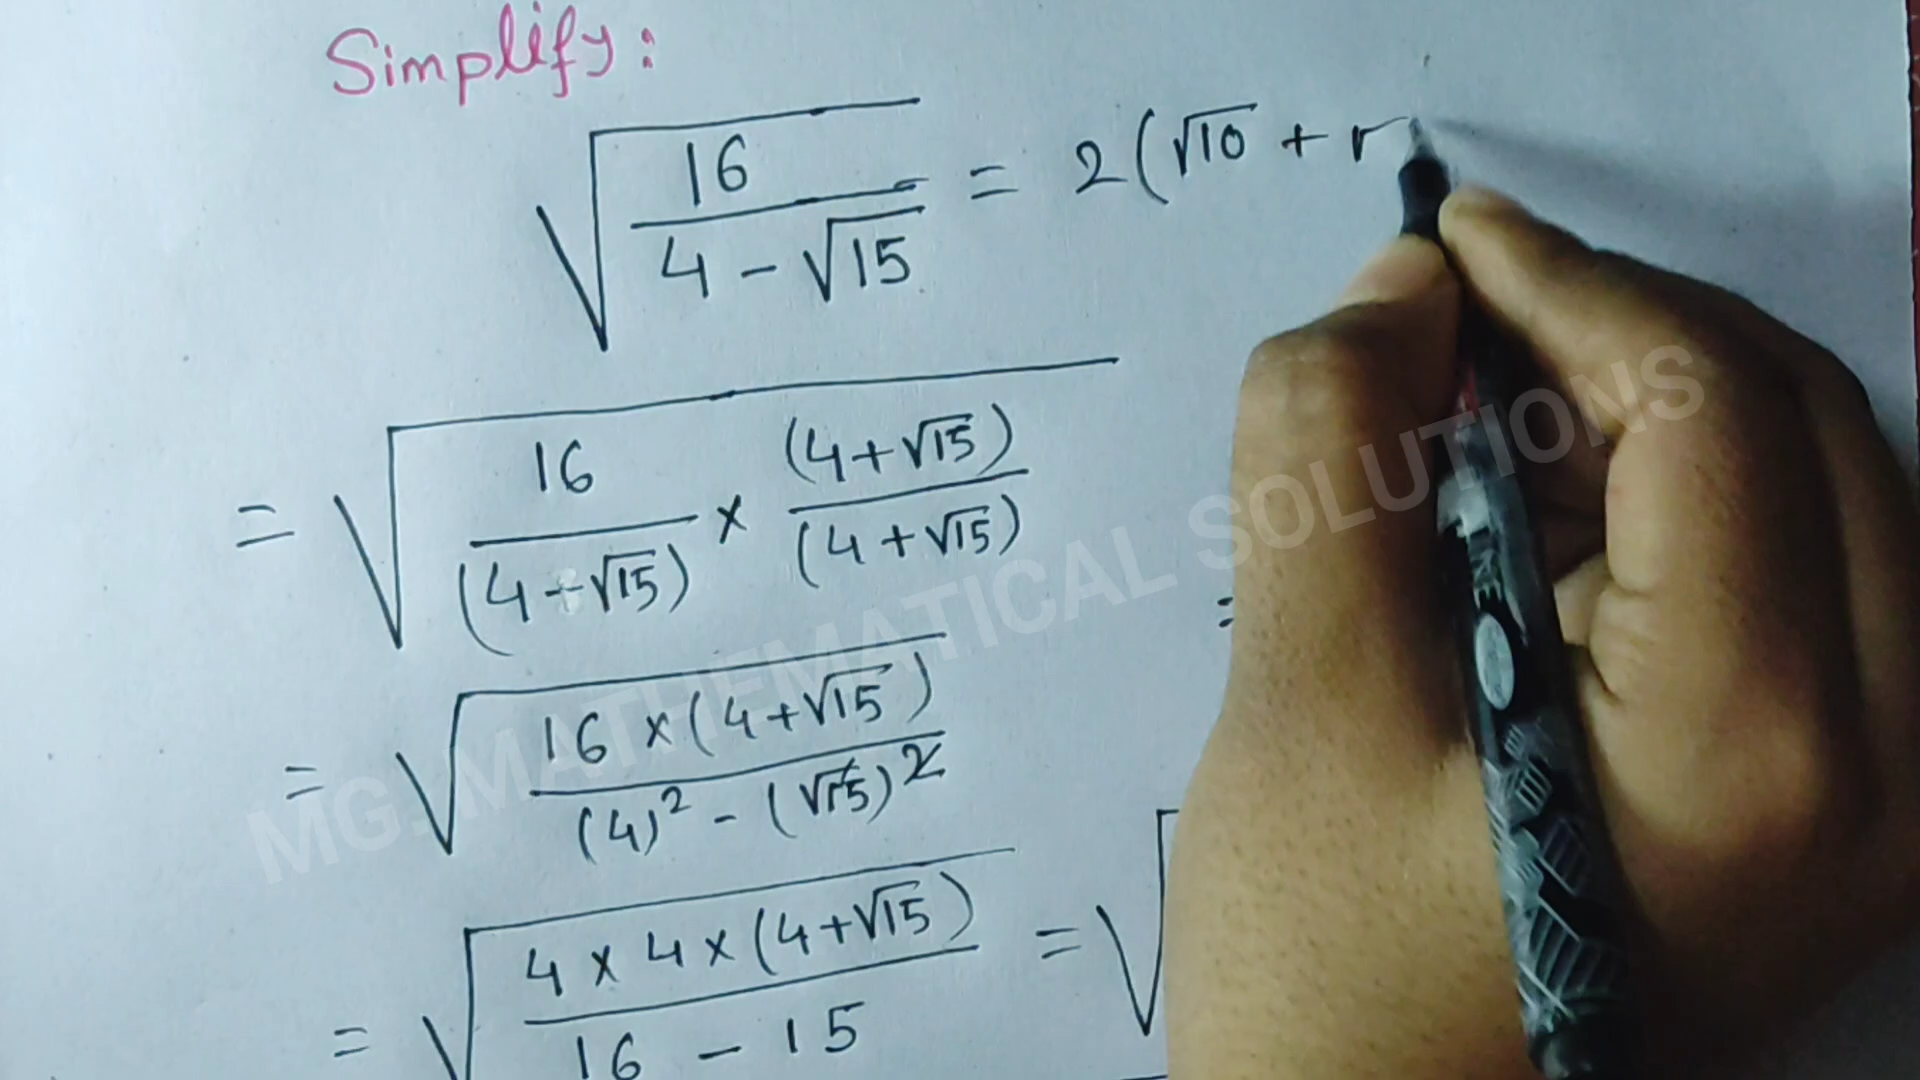 Simplify:
√(16/(4 - √15)) = 2(√10 + √
= √(16/(4 - √15) × (4+√15)/(4+√15))
= √(16 × (4+√15)/((4)² - (√15)²))
= √(4 × 4 × (4+√15)/(16 - 15)) = √
MG. MATHEMATICAL SOLUTIONS